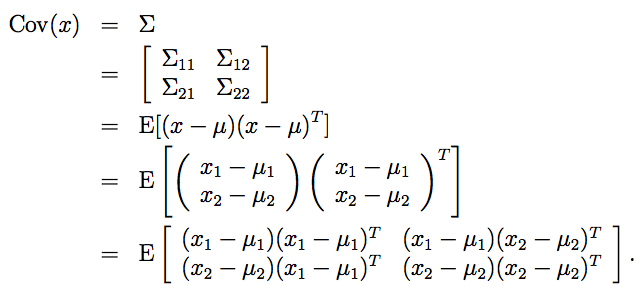 Cov(x) = Σ
= [ Σ₁₁ Σ₁₂
Σ₂₁ Σ₂₂ ]
= E[(x − μ)(x − μ)ᵀ]
= E [ ( x₁ − μ₁
x₂ − μ₂ ) ( x₁ − μ₁
x₂ − μ₂ )ᵀ ]
= E [ (x₁ − μ₁)(x₁ − μ₁)ᵀ (x₁ − μ₁)(x₂ − μ₂)ᵀ
(x₂ − μ₂)(x₁ − μ₁)ᵀ (x₂ − μ₂)(x₂ − μ₂)ᵀ ] .